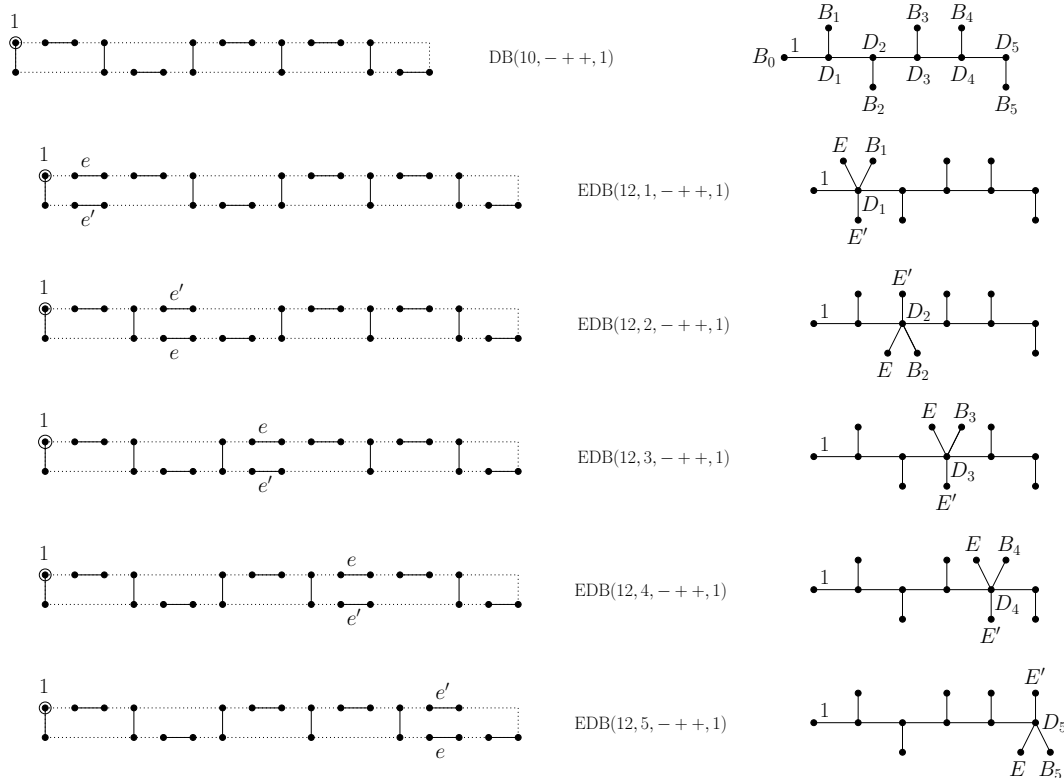 1 DB(10, − + +, 1) B₀ 1 B₁ D₁ D₂ B₂ B₃ D₃ B₄ D₄ D₅ B₅
1 e e′ EDB(12, 1, − + +, 1) 1 E B₁ D₁ E′
1 e′ e EDB(12, 2, − + +, 1) 1 E′ D₂ E B₂
1 e e′ EDB(12, 3, − + +, 1) 1 E B₃ D₃ E′
1 e e′ EDB(12, 4, − + +, 1) 1 E B₄ D₄ E′
1 e′ e EDB(12, 5, − + +, 1) 1 E′ D₅ E B₅